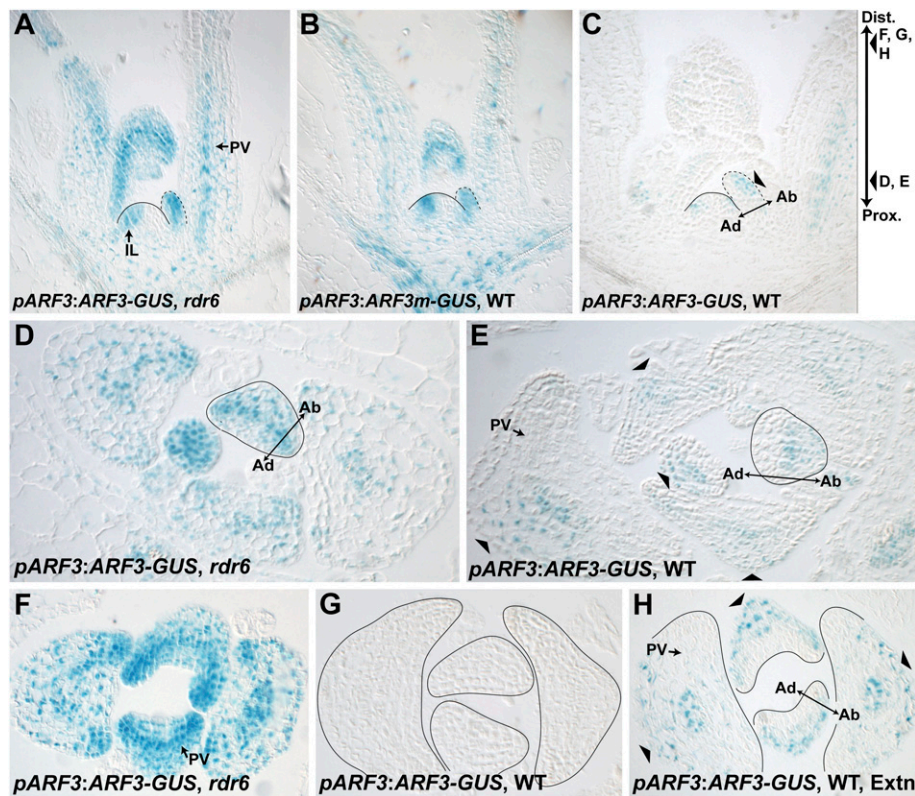 A
PV
IL
pARF3:ARF3-GUS, rdr6
B
pARF3:ARF3m-GUS, WT
C
Ab
Ad
pARF3:ARF3-GUS, WT
Dist.
F, G,
H
D, E
Prox.
D
Ab
Ad
pARF3:ARF3-GUS, rdr6
E
PV
Ad
Ab
pARF3:ARF3-GUS, WT
F
PV
pARF3:ARF3-GUS, rdr6
G
pARF3:ARF3-GUS, WT
H
PV
Ad
Ab
pARF3:ARF3-GUS, WT, Extn